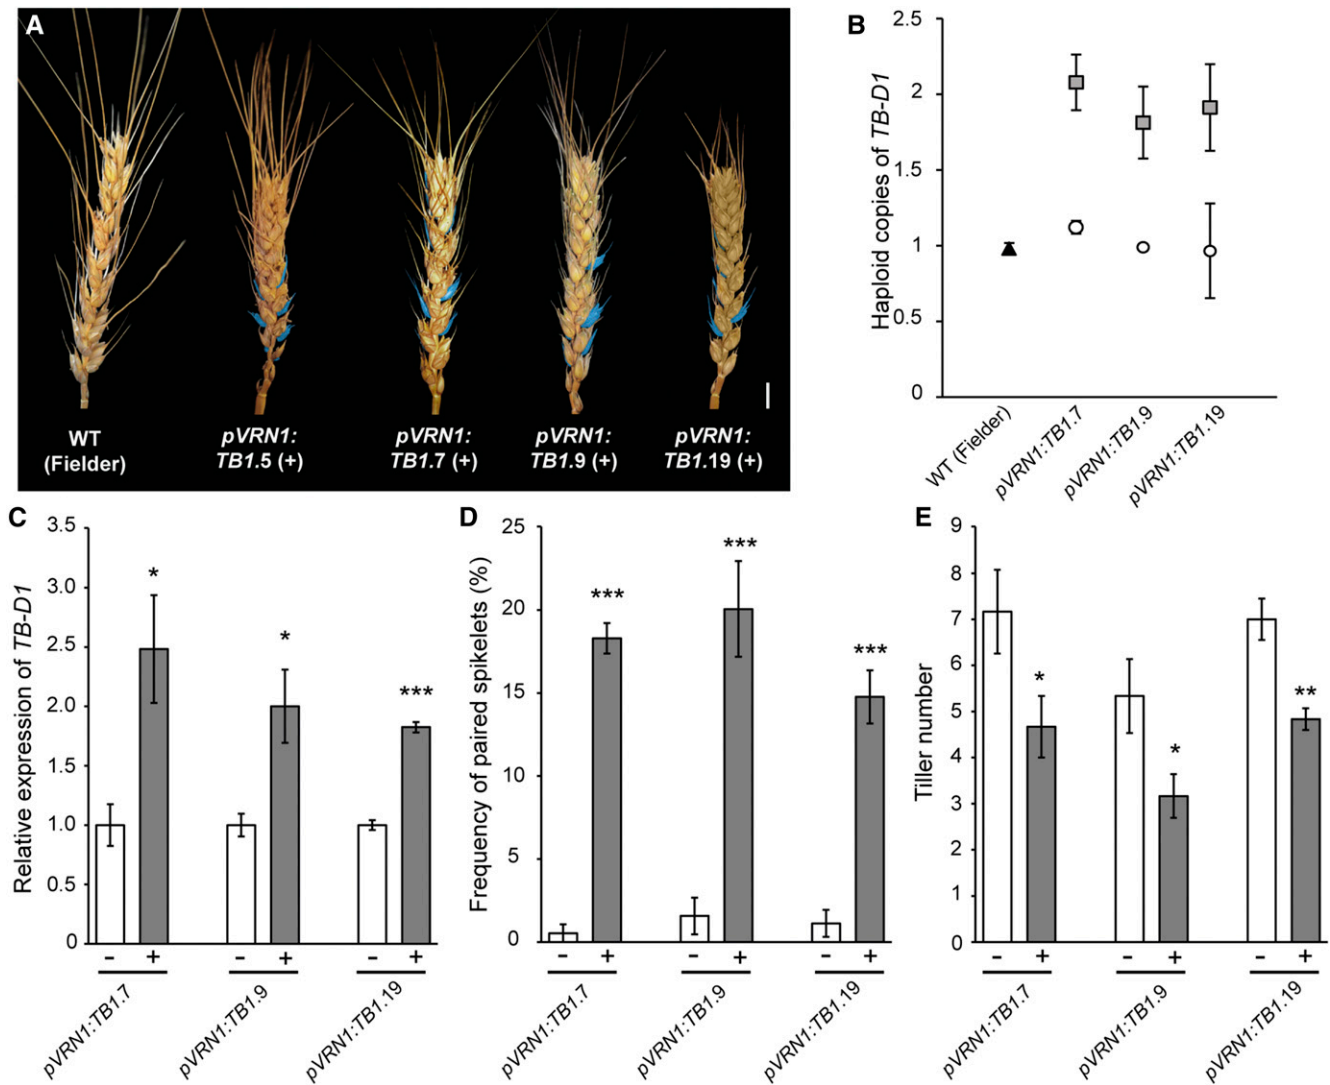 A
WT
(Fielder)
pVRN1:
TB1.5 (+)
pVRN1:
TB1.7 (+)
pVRN1:
TB1.9 (+)
pVRN1:
TB1.19 (+)
B
Haploid copies of TB-D1
2.5
2
1.5
1
0.5
0
WT (Fielder)
pVRN1:TB1.7
pVRN1:TB1.9
pVRN1:TB1.19
C
Relative expression of TB-D1
3.5
3.0
2.5
2.0
1.5
1.0
0.5
0
*
*
***
– +
– +
– +
pVRN1:TB1.7
pVRN1:TB1.9
pVRN1:TB1.19
D
Frequency of paired spikelets (%)
25
20
15
10
5
0
***
***
***
– +
– +
– +
pVRN1:TB1.7
pVRN1:TB1.9
pVRN1:TB1.19
E
Tiller number
9
8
7
6
5
4
3
2
1
0
*
*
**
– +
– +
– +
pVRN1:TB1.7
pVRN1:TB1.9
pVRN1:TB1.19